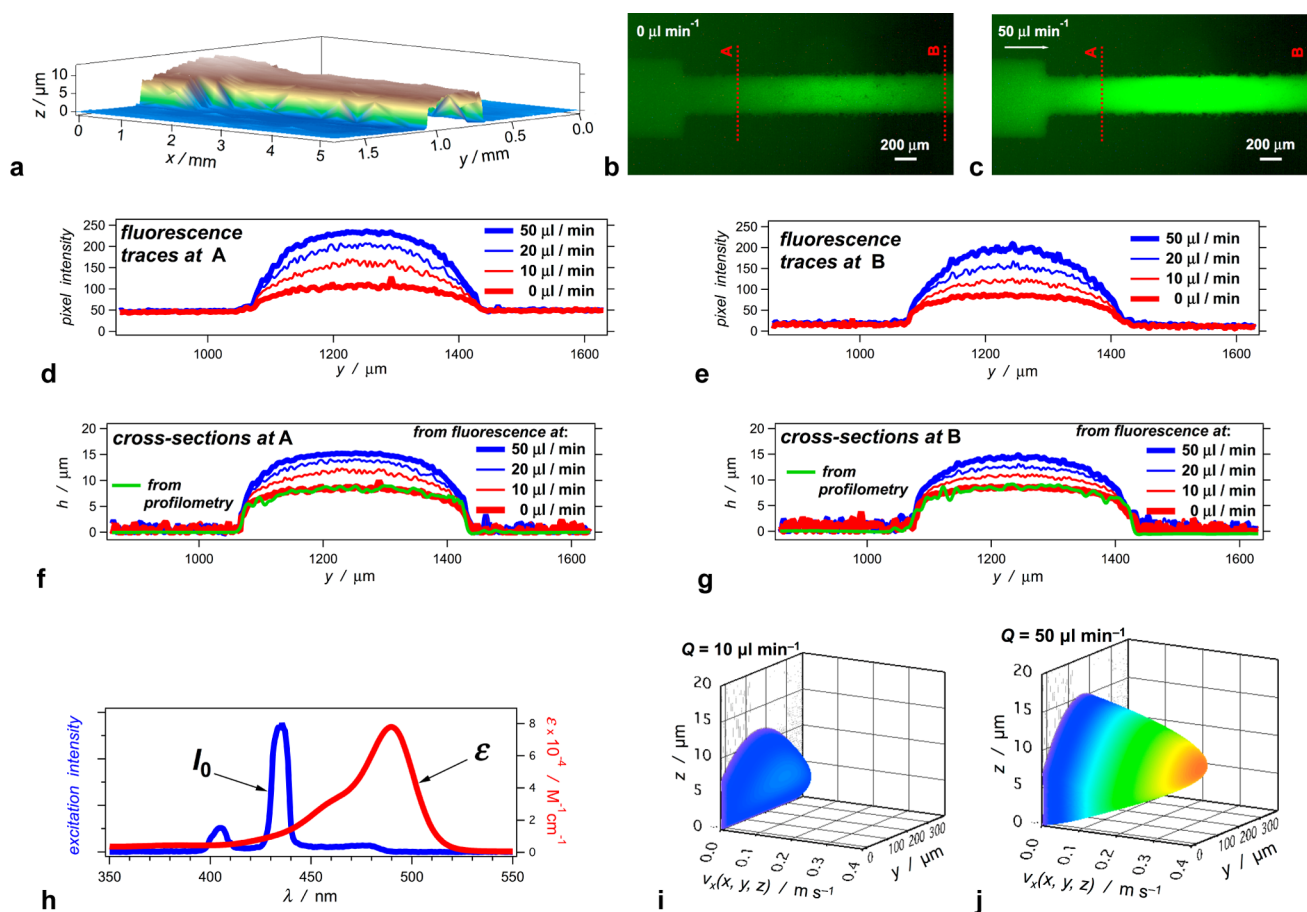 z / µm
10
5
0
0
1
2
3
4
5
x / mm
1.5
1.0
0.5
0.0
y / mm
a
0 µl min⁻¹
A
B
200 µm
b
50 µl min⁻¹
A
B
200 µm
c
pixel intensity
250
200
150
100
50
0
fluorescence
traces at A
50 µl / min
20 µl / min
10 µl / min
0 µl / min
1000
1200
1400
1600
y / µm
d
pixel intensity
250
200
150
100
50
0
fluorescence
traces at B
50 µl / min
20 µl / min
10 µl / min
0 µl / min
1000
1200
1400
1600
y / µm
e
h / µm
20
15
10
5
0
cross-sections at A
from
profilometry
from fluorescence at:
50 µl / min
20 µl / min
10 µl / min
0 µl / min
1000
1200
1400
1600
y / µm
f
h / µm
20
15
10
5
0
cross-sections at B
from
profilometry
from fluorescence at:
50 µl / min
20 µl / min
10 µl / min
0 µl / min
1000
1200
1400
1600
y / µm
g
excitation intensity
I₀
ε
8
6
4
2
0
ε x 10⁻⁴ / M⁻¹cm⁻¹
350
400
450
500
550
λ / nm
h
Q = 10 µl min⁻¹
20
15
10
5
0
z / µm
0.0
0.1
0.2
0.3
0.4
vₓ(x, y, z) / m s⁻¹
0
100
200
300
y / µm
i
Q = 50 µl min⁻¹
20
15
10
5
0
z / µm
0.0
0.1
0.2
0.3
0.4
vₓ(x, y, z) / m s⁻¹
0
100
200
300
y / µm
j